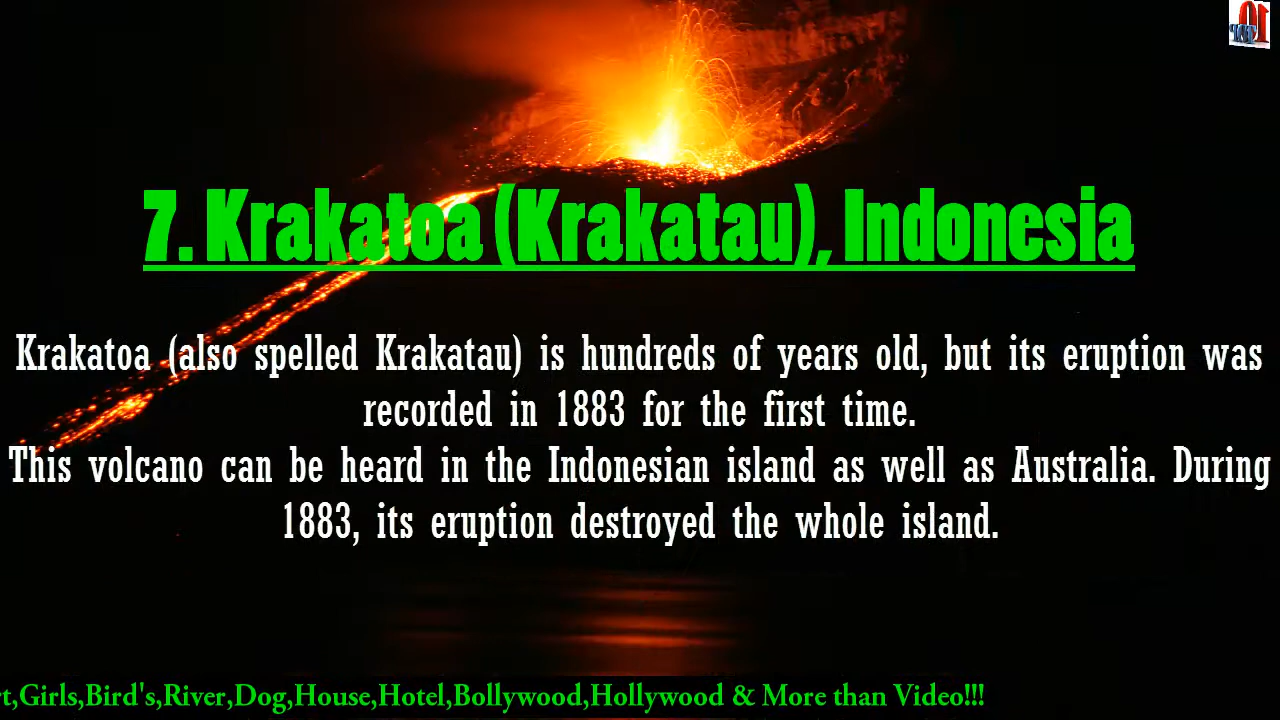 7. Krakatoa (Krakatau), Indonesia
Krakatoa (also spelled Krakatau) is hundreds of years old, but its eruption was
recorded in 1883 for the first time.
This volcano can be heard in the Indonesian island as well as Australia. During
1883, its eruption destroyed the whole island.
Girls,Bird's,River,Dog,House,Hotel,Bollywood,Hollywood & More than Video!!!